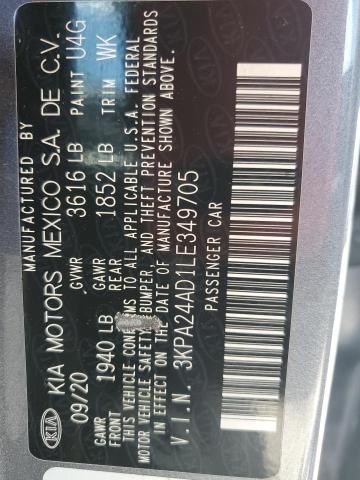 MANUFACTURED BY
KIA KIA MOTORS MEXICO S.A. DE C.V.
09/20 GVWR 3616 LB PAINT U4G
GAWR FRONT 1940 LB GAWR REAR 1852 LB TRIM WK
THIS VEHICLE CONFORMS TO ALL APPLICABLE U.S.A. FEDERAL
MOTOR VEHICLE SAFETY, BUMPER, AND THEFT PREVENTION STANDARDS
IN EFFECT ON THE DATE OF MANUFACTURE SHOWN ABOVE.
V.I.N. 3KPA24AD1LE349705
PASSENGER CAR